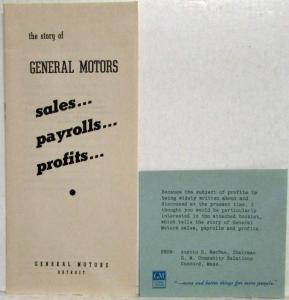 the story of
GENERAL MOTORS
sales...
payrolls...
profits...
GENERAL MOTORS
DETROIT
Because the subject of profits is
being widely written about and
discussed at the present time, I
thought you would be particularly
interested in the attached booklet,
which tells the story of General
Motors sales, payrolls and profits.
FROM: Austin D. Chairman
G. M. Community Relations
Concord, Mass.
GM
"—more and better things for more people"